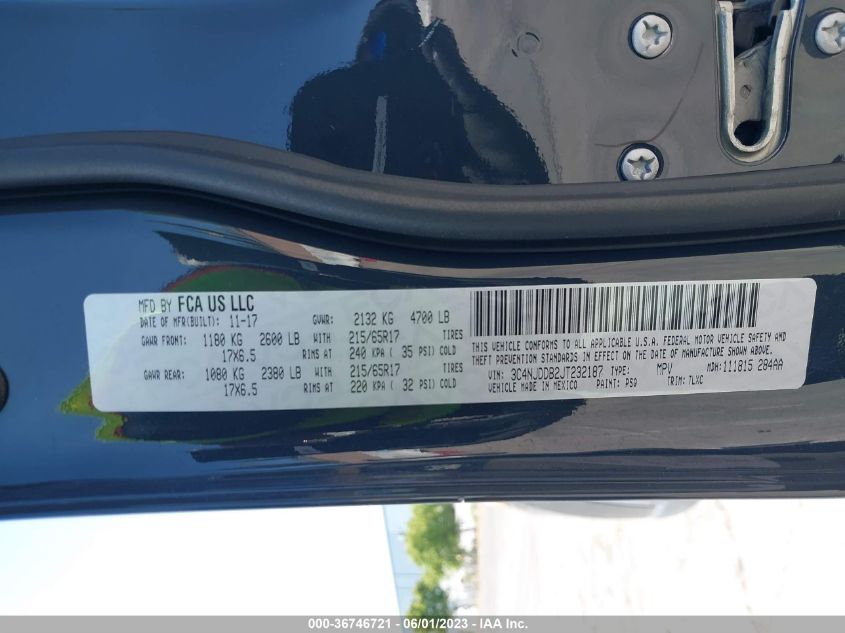 MFD BY FCA US LLC
DATE OF MFR(BUILT): 11-17 GVWR: 2132 KG 4700 LB
GAWR FRONT: 1180 KG 2600 LB WITH 215/65R17 TIRES
17X6.5 RIMS AT 240 KPA ( 35 PSI) COLD
GAWR REAR: 1080 KG 2380 LB WITH 215/65R17 TIRES
17X6.5 RIMS AT 220 KPA ( 32 PSI) COLD
THIS VEHICLE CONFORMS TO ALL APPLICABLE U.S.A. FEDERAL MOTOR VEHICLE SAFETY AND
THEFT PREVENTION STANDARDS IN EFFECT ON THE DATE OF MANUFACTURE SHOWN ABOVE.
VIN: 3C4NJDDB2JT232187 TYPE: MPV MDH: 111815 284AA
VEHICLE MADE IN MEXICO PAINT: PSQ TRIM: TLXC
000-36746721 - 06/01/2023 - IAA Inc.